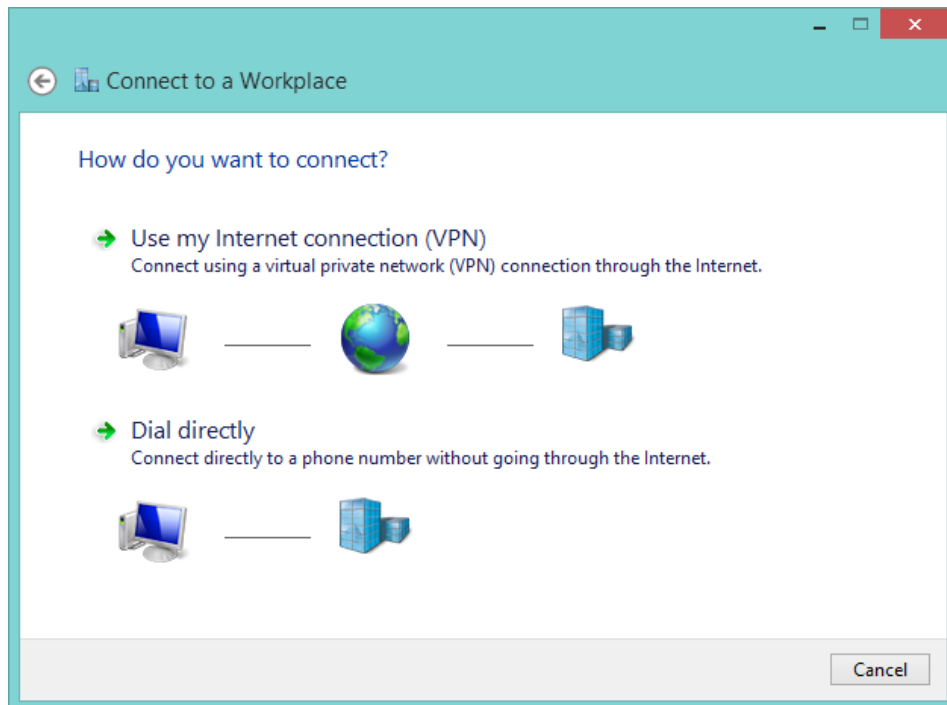 Connect to a Workplace
How do you want to connect?
Use my Internet connection (VPN)
Connect using a virtual private network (VPN) connection through the Internet.
Dial directly
Connect directly to a phone number without going through the Internet.
Cancel